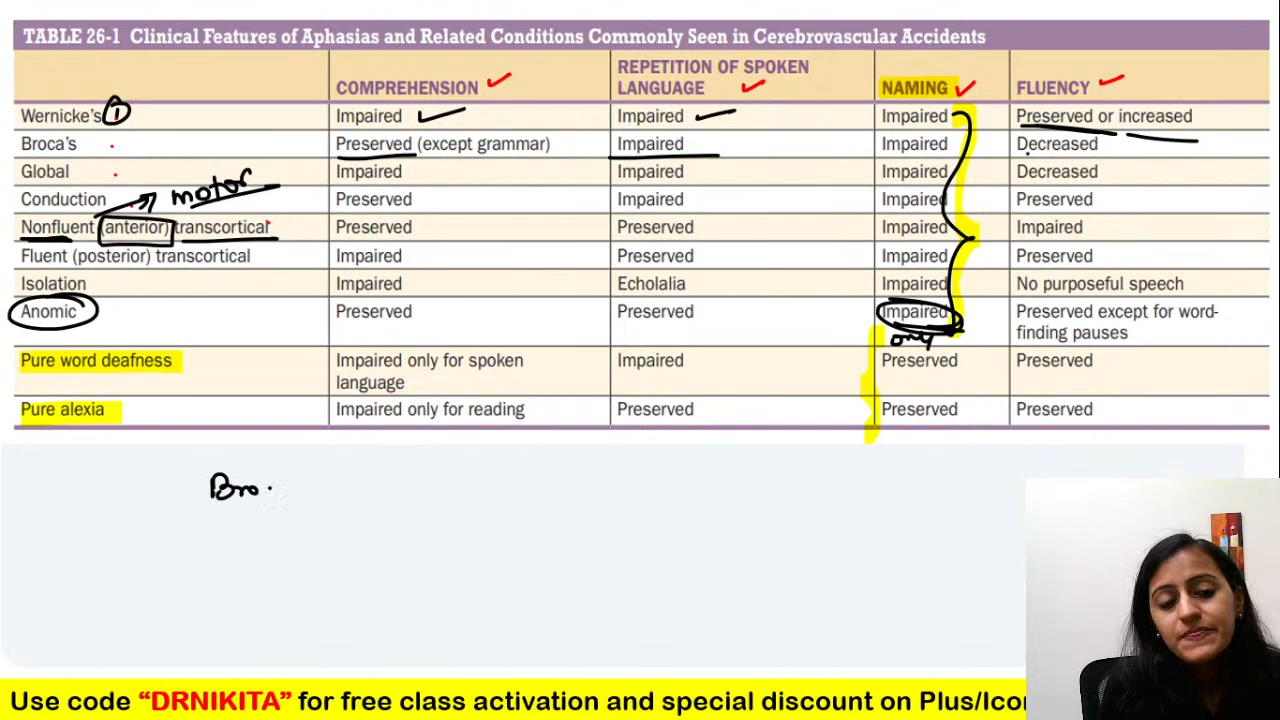 TABLE 26-1 Clinical Features of Aphasias and Related Conditions Commonly Seen in Cerebrovascular Accidents
COMPREHENSION
REPETITION OF SPOKEN
LANGUAGE
NAMING
FLUENCY
Wernicke's 1 Impaired Impaired Impaired Preserved or increased
Broca's Preserved (except grammar) Impaired Impaired Decreased
Global Impaired Impaired Impaired Decreased
motor
Conduction Preserved Impaired Impaired Preserved
Nonfluent (anterior) transcortical Preserved Preserved Impaired Impaired
Fluent (posterior) transcortical Impaired Preserved Impaired Preserved
Isolation Impaired Echolalia Impaired No purposeful speech
Anomic Preserved Preserved Impaired Preserved except for word-
finding pauses
only
Pure word deafness Impaired only for spoken Impaired Preserved Preserved
language
Pure alexia Impaired only for reading Preserved Preserved Preserved
Bro
Use code "DRNIKITA" for free class activation and special discount on Plus/Icon